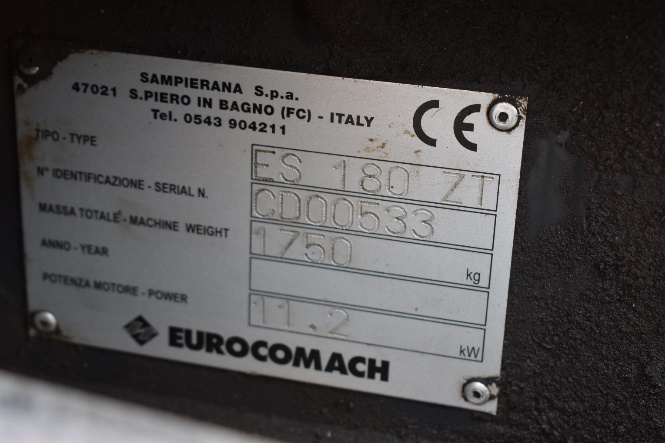 SAMPIERANA S.p.a.
47021 S.PIERO IN BAGNO (FC) - ITALY
Tel. 0543 904211
CE
TIPO - TYPE ES 180 ZT
N° IDENTIFICAZIONE - SERIAL N. CD00533
MASSA TOTALE - MACHINE WEIGHT 1750 kg
ANNO - YEAR
POTENZA MOTORE - POWER 11.2 kW
EUROCOMACH